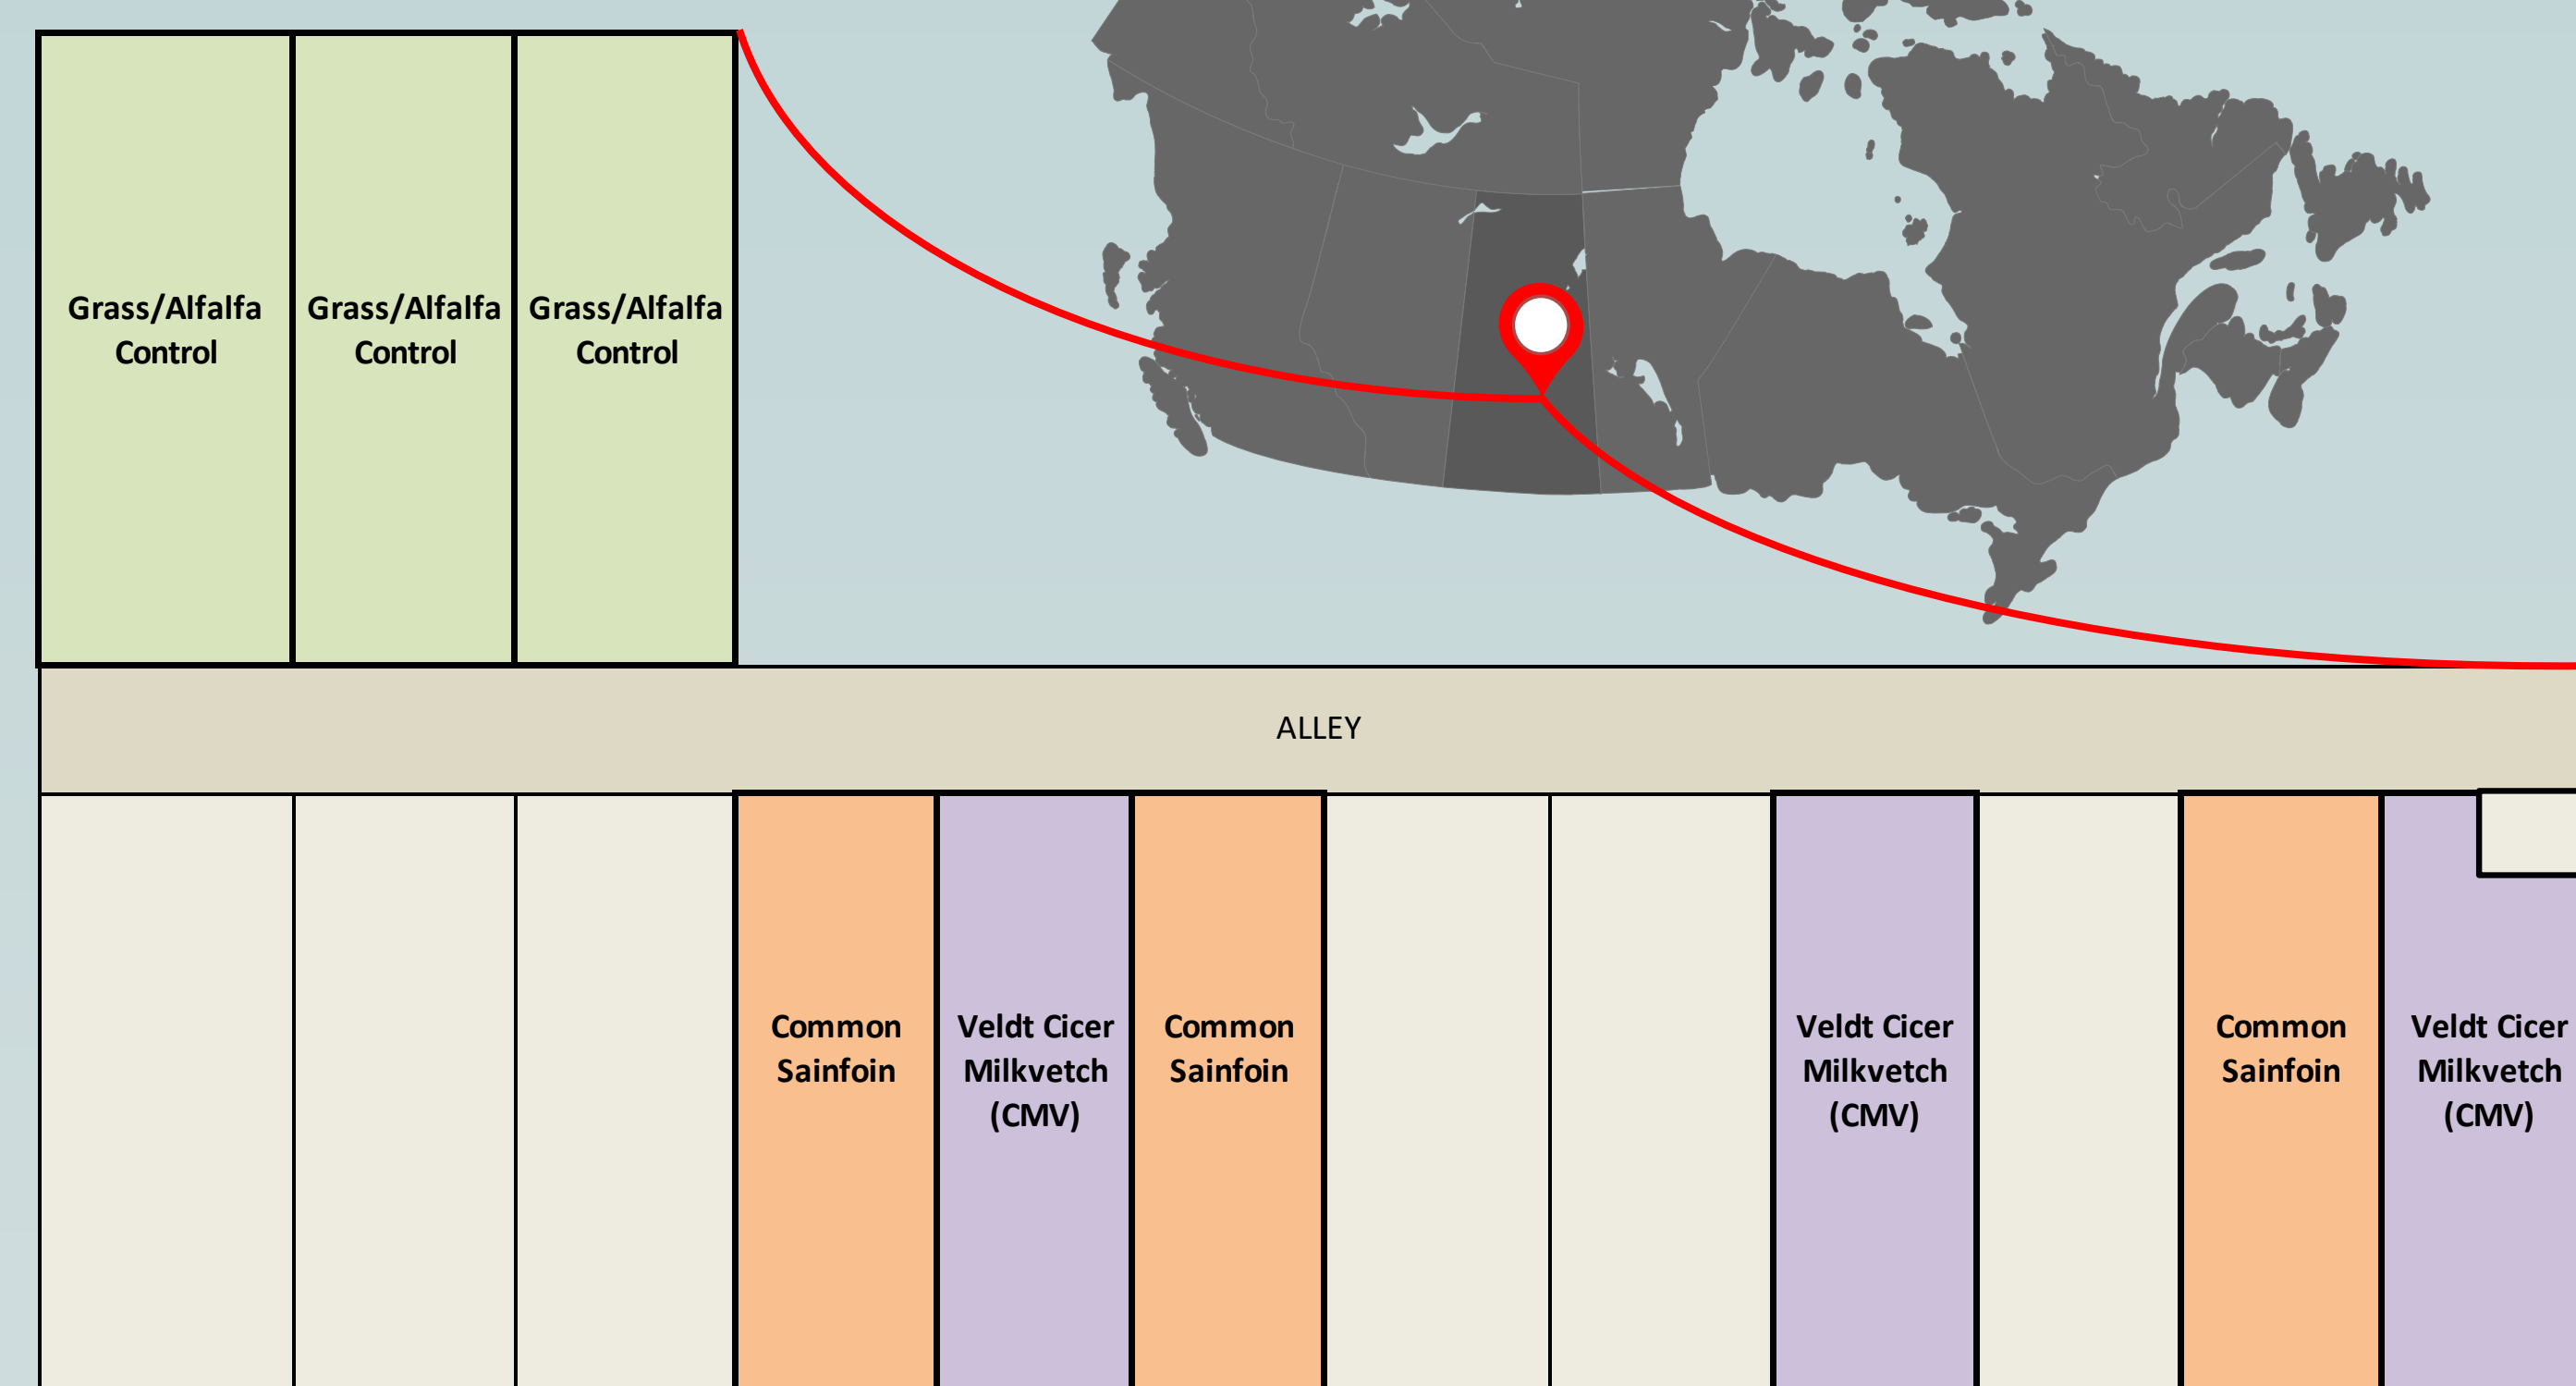 Grass/Alfalfa
Control
Grass/Alfalfa
Control
Grass/Alfalfa
Control
ALLEY
Common
Sainfoin
Veldt Cicer
Milkvetch
(CMV)
Common
Sainfoin
Veldt Cicer
Milkvetch
(CMV)
Common
Sainfoin
Veldt Cicer
Milkvetch
(CMV)